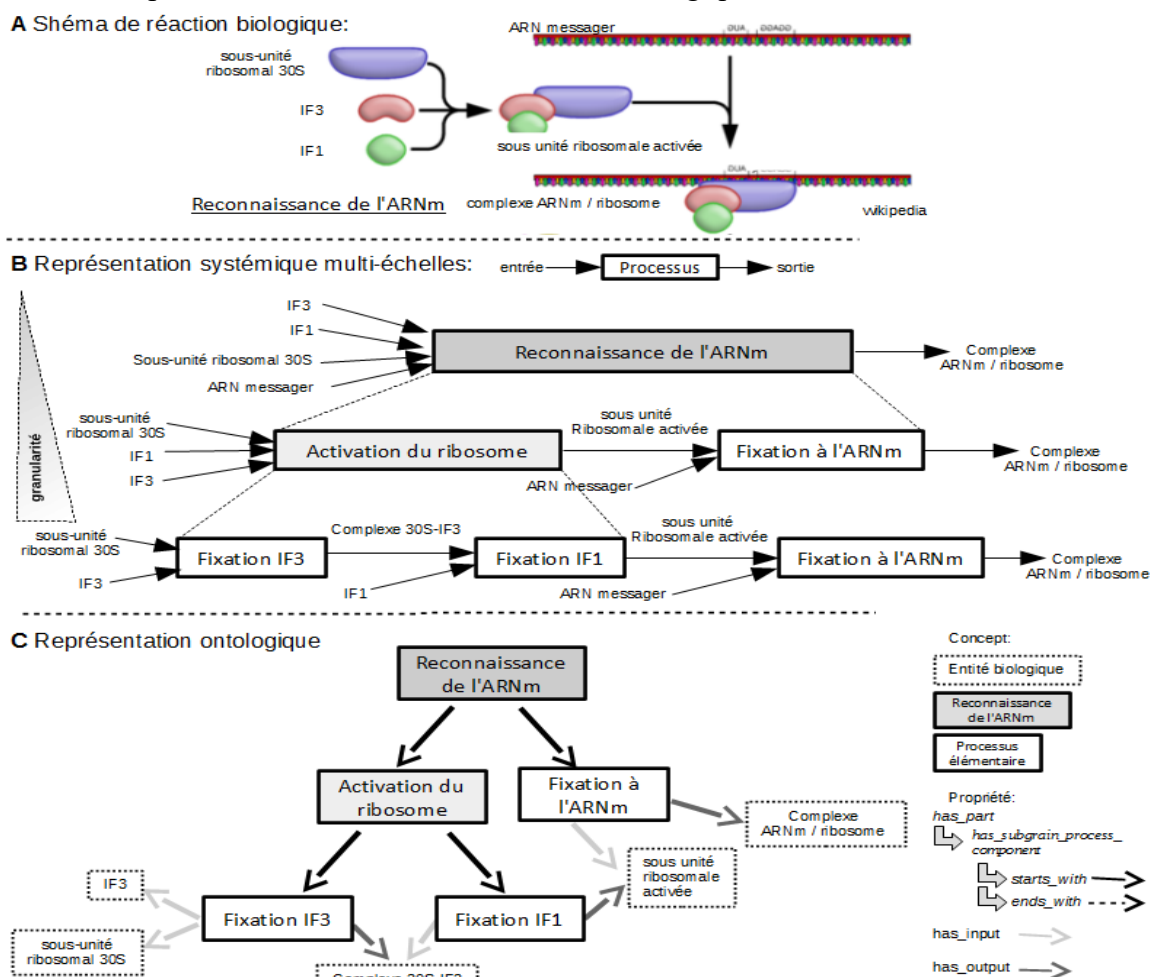 A Shéma de réaction biologique:
ARN messager
sous-unité
ribosomal 30S
IF3
IF1
sous unité ribosomale activée
Reconnaissance de l'ARNm
complexe ARNm / ribosome
wikipedia
B Représentation systémique multi-échelles:
entrée
Processus
sortie
granularité
IF3
IF1
Sous-unité ribosomal 30S
ARN messager
Reconnaissance de l'ARNm
Complexe
ARNm / ribosome
sous-unité
ribosomal 30S
IF1
IF3
Activation du ribosome
sous unité
Ribosomale activée
ARN messager
Fixation à l'ARNm
Complexe
ARNm / ribosome
sous-unité
ribosomal 30S
IF3
Fixation IF3
Complexe 30S-IF3
IF1
Fixation IF1
sous unité
Ribosomale activée
ARN messager
Fixation à l'ARNm
Complexe
ARNm / ribosome
C Représentation ontologique
Reconnaissance
de l'ARNm
Activation du
ribosome
Fixation à
l'ARNm
Complexe
ARNm / ribosome
sous unité
ribosomale
activée
IF3
sous-unité
ribosomal 30S
Fixation IF3
Fixation IF1
Concept:
Entité biologique
Reconnaissance
de l'ARNm
Processus
élémentaire
Propriété:
has_part
has_subgrain_process_
component
starts_with
ends_with
has_input
has_output